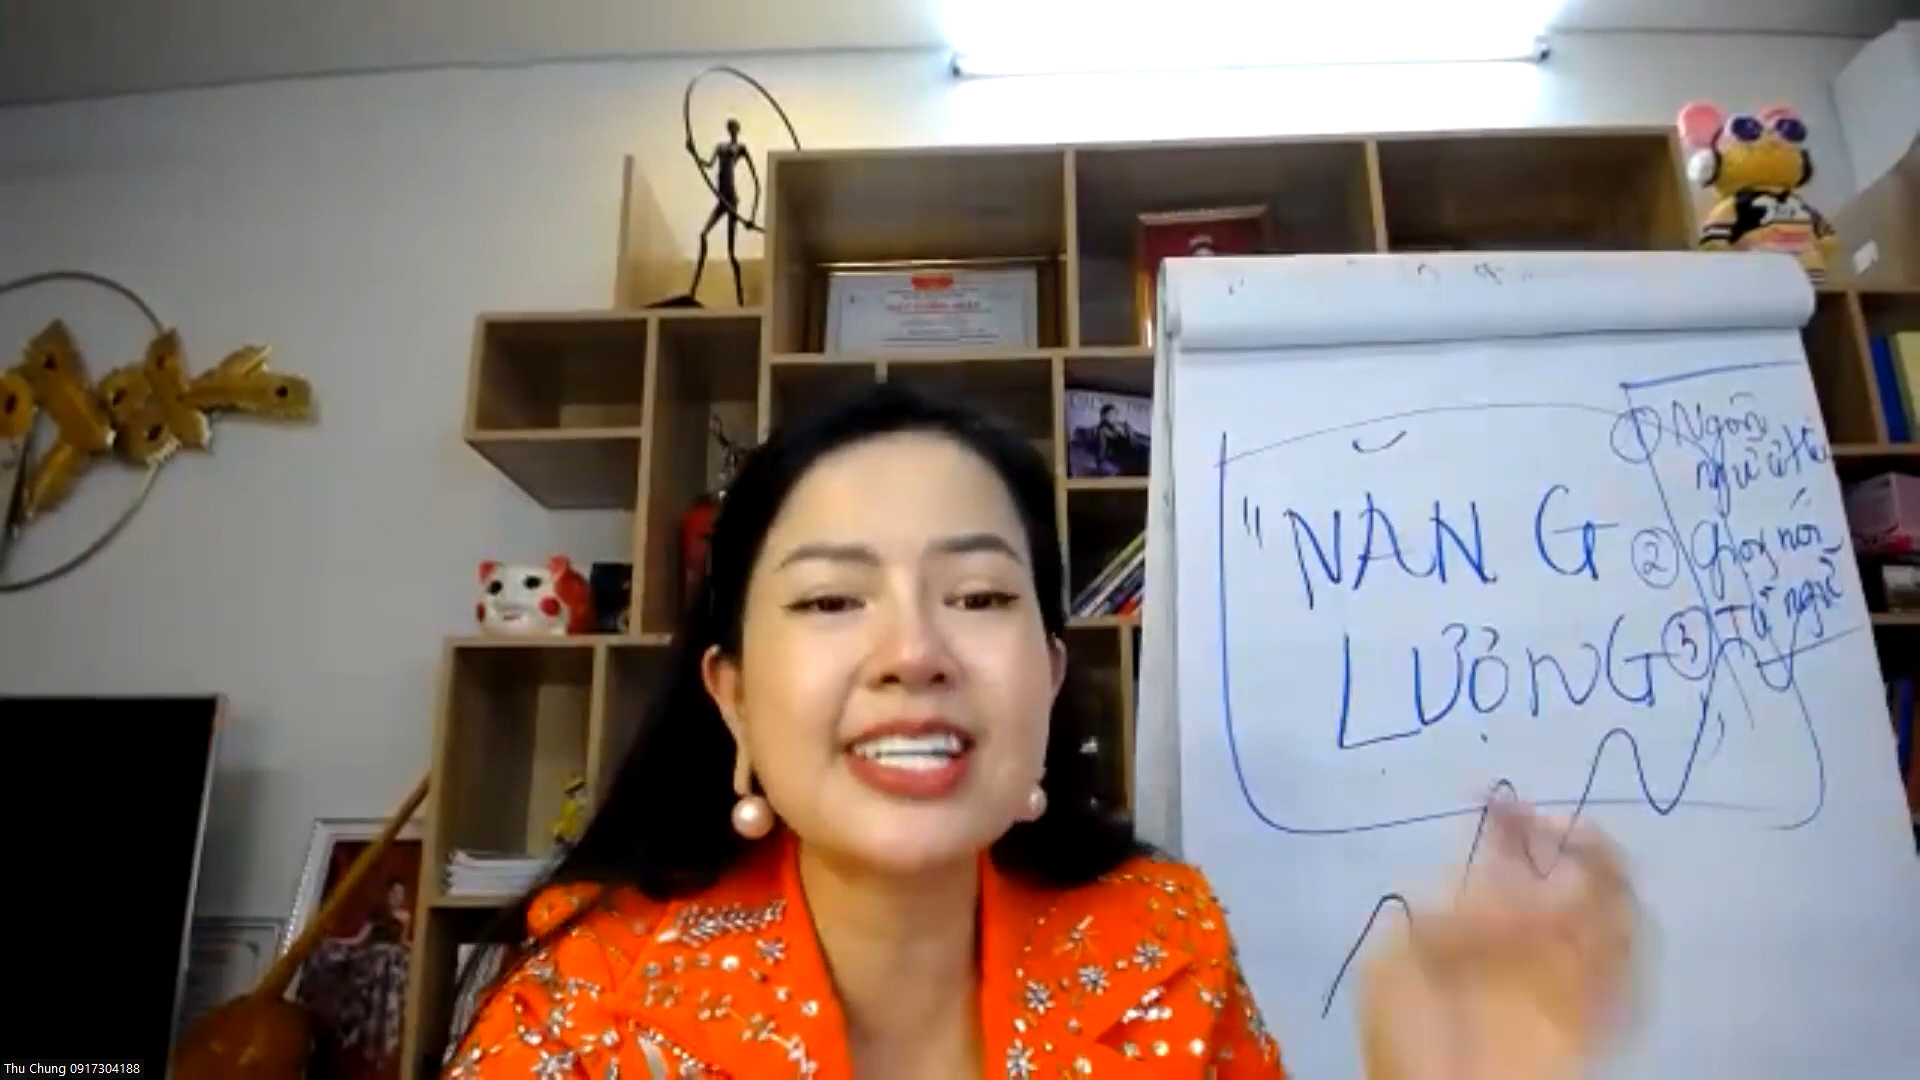 "NĂNG
LƯỢNG
① Ngôn
ngữ cơ thể
② Giọng nói
③ Từ ngữ
Thu Chung 0917304188